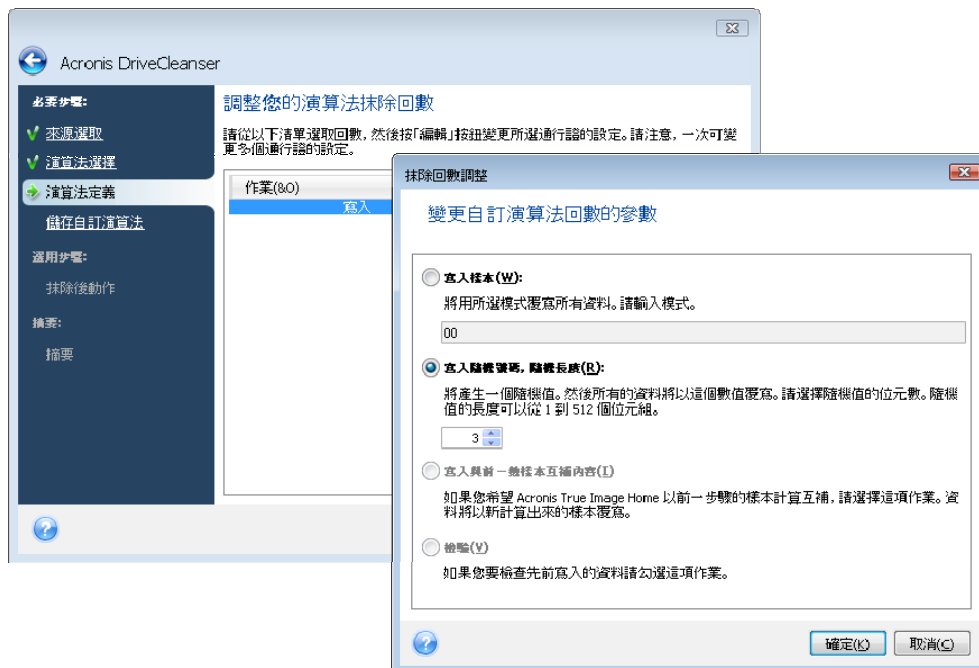 Acronis DriveCleanser
必要步驟:
來源選取
演算法選擇
演算法定義
儲存自訂演算法
選用步驟:
抹除後動作
摘要:
摘要
調整您的演算法抹除回數
請從以下清單選取回數，然後按「編輯」按鈕變更所選通行證的設定。請注意，一次可變
更多個通行證的設定。
作業(&O)
寫入
抹除回數調整
變更自訂演算法回數的參數
寫入樣本(W):
將用所選模式覆寫所有資料。請輸入模式。
00
寫入隨機號碼，隨機長度(R):
將產生一個隨機值。然後所有的資料將以這個數值覆寫。請選擇隨機值的位元數。隨機
值的長度可以從 1 到 512 個位元組。
3
寫入與前一幾樣本互補內容(I)
如果您希望 Acronis True Image Home 以前一步驟的樣本計算互補，請選擇這項作業。資
料將以新計算出來的樣本覆寫。
檢驗(V)
如果您要檢查先前寫入的資料請勾選這項作業。
確定(K)
取消(C)